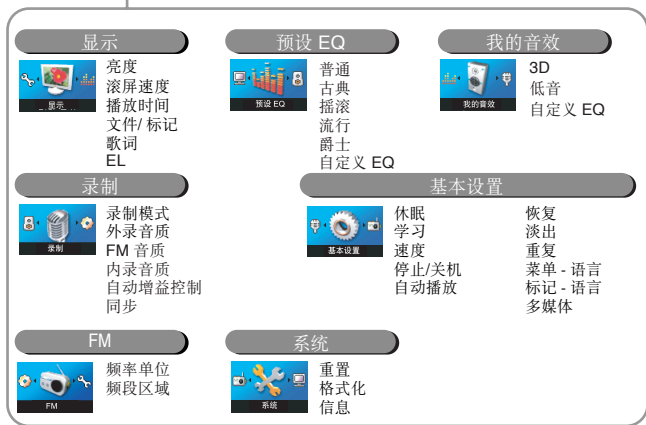 显示
显示
亮度
滚屏速度
播放时间
文件/ 标记
歌词
EL
预设 EQ
预设 EQ
普通
古典
摇滚
流行
爵士
自定义 EQ
我的音效
我的音效
3D
低音
自定义 EQ
录制
录制
录制模式
外录音质
FM 音质
内录音质
自动增益控制
同步
基本设置
基本设置
休眠
学习
速度
停止/关机
自动播放
恢复
淡出
重复
菜单 - 语言
标记 - 语言
多媒体
FM
FM
频率单位
频段区域
系统
系统
重置
格式化
信息